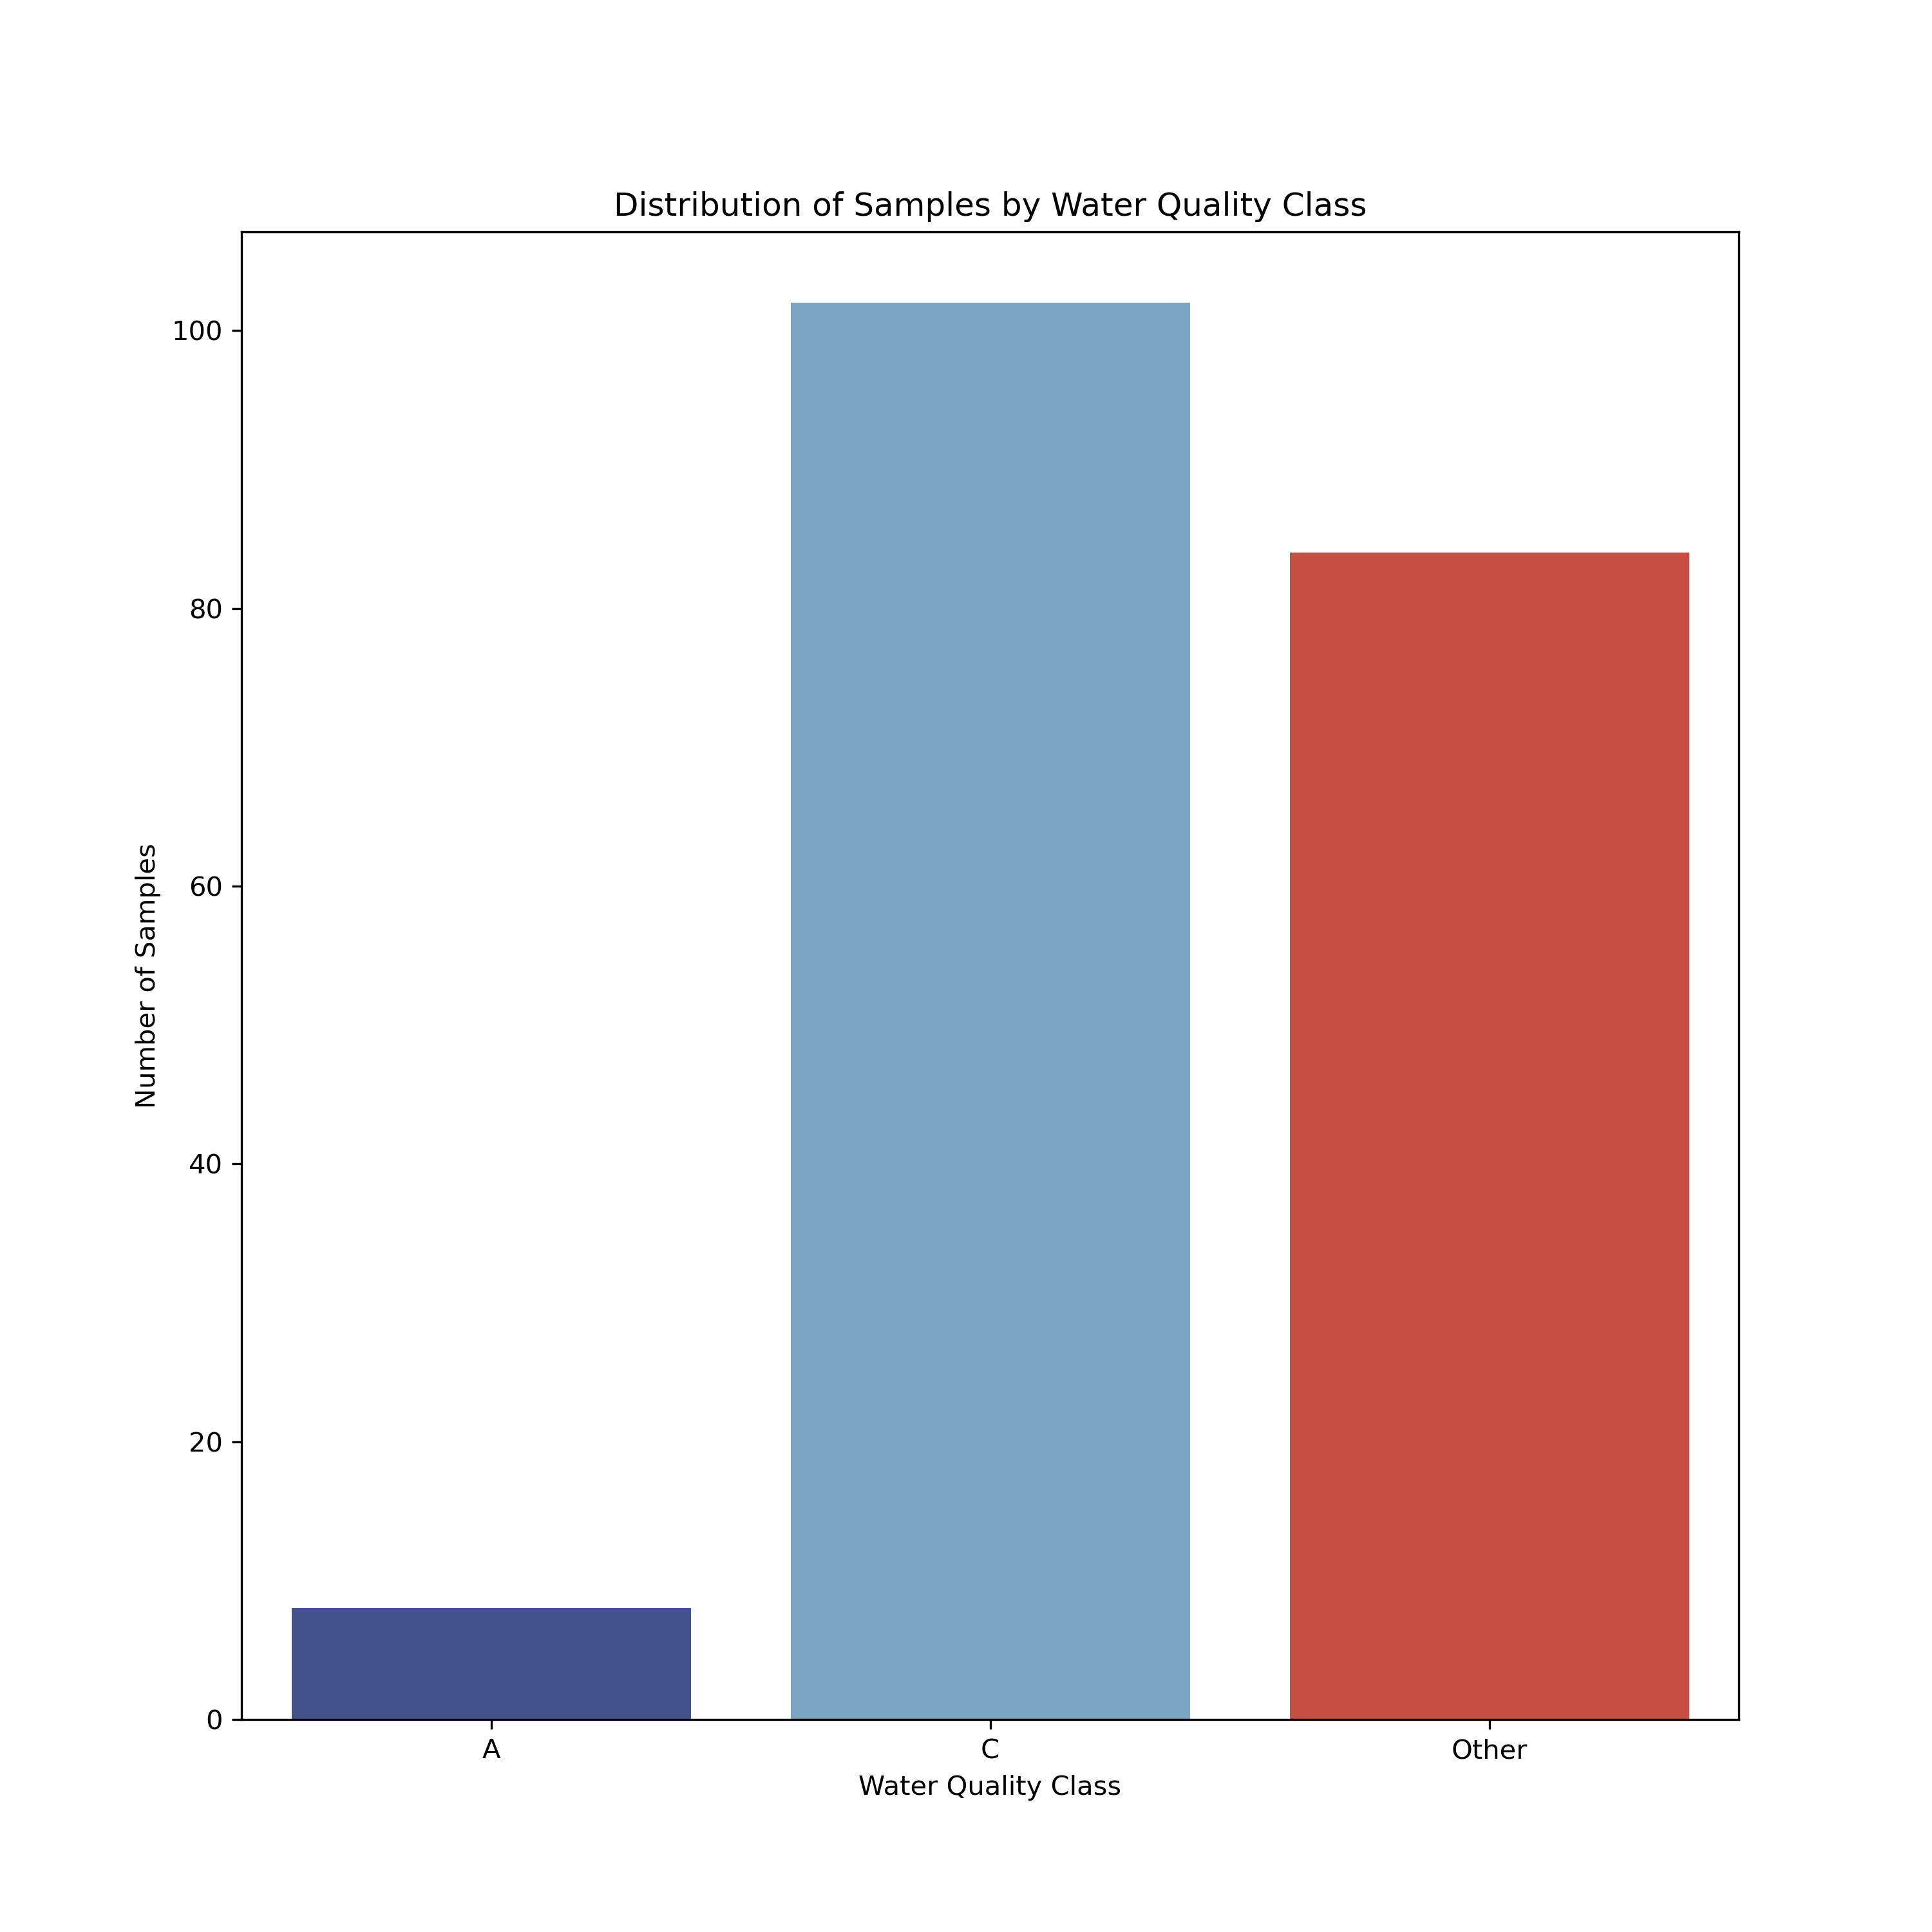 Distribution of Samples by Water Quality Class
Number of Samples
100
80
60
40
20
0
A
C
Other
Water Quality Class